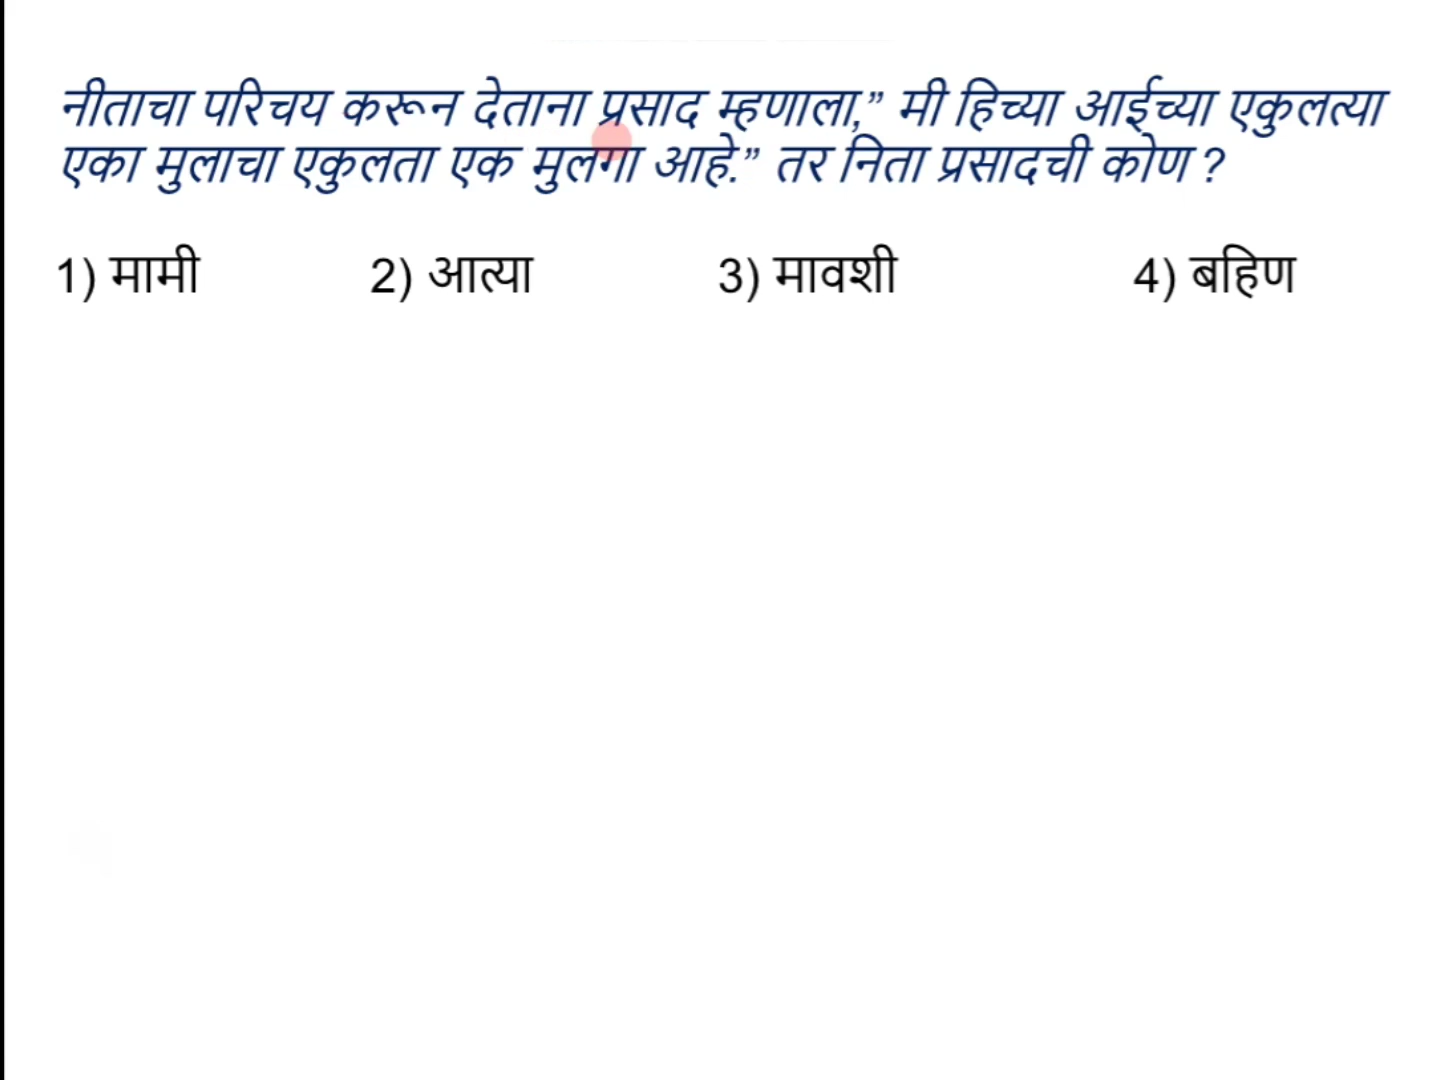 नीताचा परिचय करून देताना प्रसाद म्हणाला,” मी हिच्या आईच्या एकुलत्या
एका मुलाचा एकुलता एक मुलगा आहे.” तर निता प्रसादची कोण ?
1) मामी 2) आत्या 3) मावशी 4) बहिण